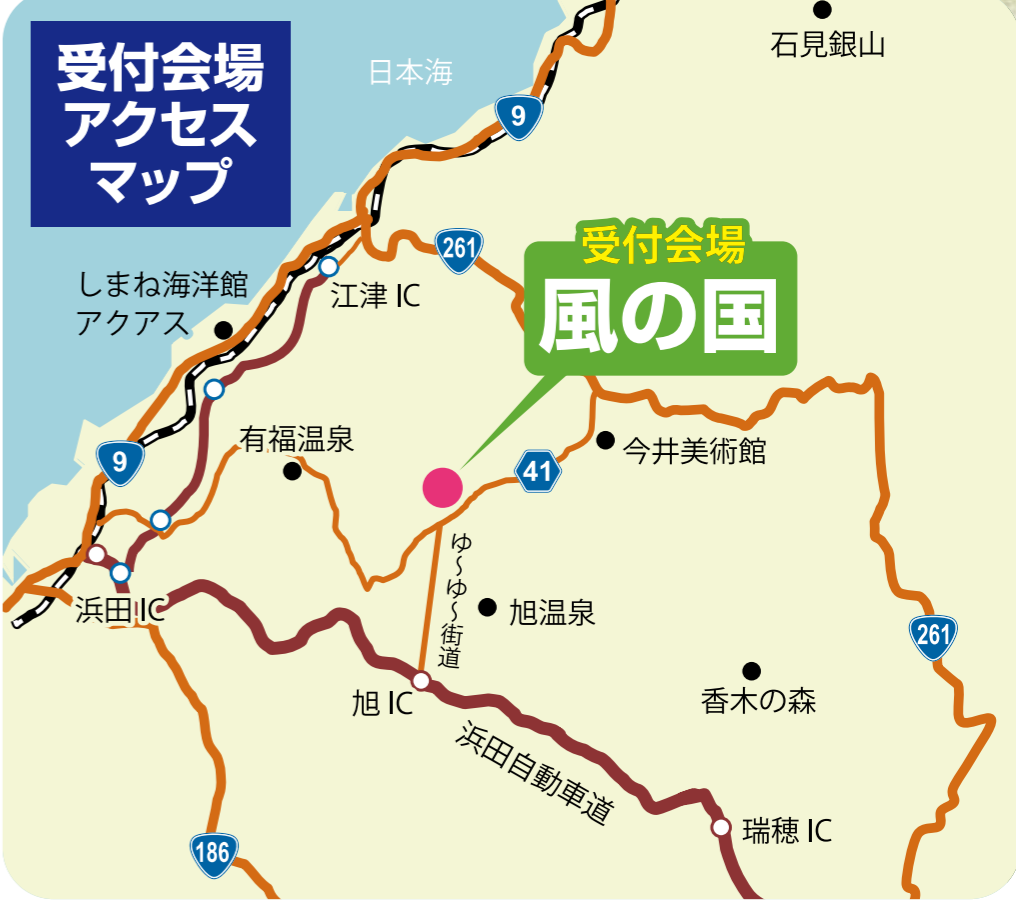 受付会場
アクセス
マップ
日本海
石見銀山
9
261
受付会場
風の国
しまね海洋館
アクアス
江津 IC
9
有福温泉
今井美術館
41
ゆ～ゆ～街道
浜田 IC
旭温泉
261
旭 IC
香木の森
浜田自動車道
瑞穂 IC
186